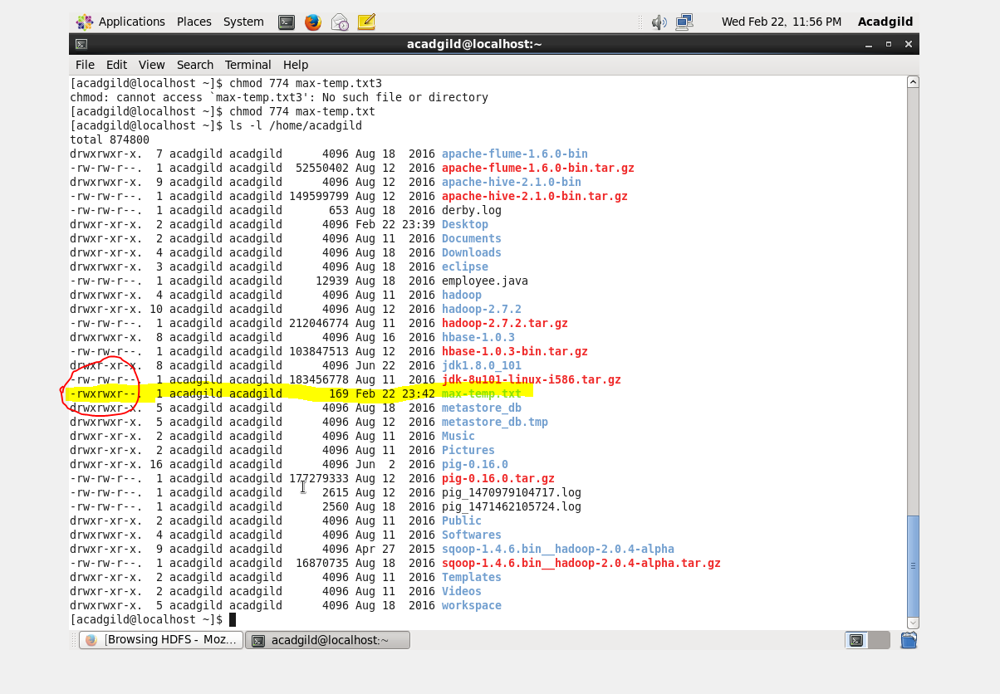 Applications Places System Wed Feb 22, 11:56 PM Acadgild
acadgild@localhost:~
File Edit View Search Terminal Help
[acadgild@localhost ~]$ chmod 774 max-temp.txt3
chmod: cannot access `max-temp.txt3': No such file or directory
[acadgild@localhost ~]$ chmod 774 max-temp.txt
[acadgild@localhost ~]$ ls -l /home/acadgild
total 874800
drwxrwxr-x.  7 acadgild acadgild      4096 Aug 18  2016 apache-flume-1.6.0-bin
-rw-rw-r--.  1 acadgild acadgild  52550402 Aug 12  2016 apache-flume-1.6.0-bin.tar.gz
drwxrwxr-x.  9 acadgild acadgild      4096 Aug 12  2016 apache-hive-2.1.0-bin
-rw-rw-r--.  1 acadgild acadgild 149599799 Aug 12  2016 apache-hive-2.1.0-bin.tar.gz
-rw-rw-r--.  1 acadgild acadgild       653 Aug 18  2016 derby.log
drwxr-xr-x.  2 acadgild acadgild      4096 Feb 22 23:39 Desktop
drwxr-xr-x.  2 acadgild acadgild      4096 Aug 11  2016 Documents
drwxr-xr-x.  4 acadgild acadgild      4096 Aug 18  2016 Downloads
drwxrwxr-x.  3 acadgild acadgild      4096 Aug 18  2016 eclipse
-rw-rw-r--.  1 acadgild acadgild     12939 Aug 18  2016 employee.java
drwxrwxr-x.  4 acadgild acadgild      4096 Aug 11  2016 hadoop
drwxr-xr-x. 10 acadgild acadgild      4096 Aug 12  2016 hadoop-2.7.2
-rw-rw-r--.  1 acadgild acadgild 212046774 Aug 11  2016 hadoop-2.7.2.tar.gz
drwxrwxr-x.  8 acadgild acadgild      4096 Aug 16  2016 hbase-1.0.3
-rw-rw-r--.  1 acadgild acadgild 103847513 Aug 12  2016 hbase-1.0.3-bin.tar.gz
drwxr-xr-x.  8 acadgild acadgild      4096 Jun 22  2016 jdk1.8.0_101
-rw-rw-r--.  1 acadgild acadgild 183456778 Aug 11  2016 jdk-8u101-linux-i586.tar.gz
-rwxrwxr--.  1 acadgild acadgild       169 Feb 22 23:42 max-temp.txt
drwxrwxr-x.  5 acadgild acadgild      4096 Aug 18  2016 metastore_db
drwxrwxr-x.  5 acadgild acadgild      4096 Aug 12  2016 metastore_db.tmp
drwxr-xr-x.  2 acadgild acadgild      4096 Aug 11  2016 Music
drwxr-xr-x.  2 acadgild acadgild      4096 Aug 11  2016 Pictures
drwxr-xr-x. 16 acadgild acadgild      4096 Jun  2  2016 pig-0.16.0
-rw-rw-r--.  1 acadgild acadgild 177279333 Aug 12  2016 pig-0.16.0.tar.gz
-rw-rw-r--.  1 acadgild acadgild      2615 Aug 12  2016 pig_1470979104717.log
-rw-rw-r--.  1 acadgild acadgild      2560 Aug 18  2016 pig_1471462105724.log
drwxr-xr-x.  2 acadgild acadgild      4096 Aug 11  2016 Public
drwxrwxr-x.  4 acadgild acadgild      4096 Aug 11  2016 Softwares
drwxr-xr-x.  9 acadgild acadgild      4096 Apr 27  2015 sqoop-1.4.6.bin__hadoop-2.0.4-alpha
-rw-rw-r--.  1 acadgild acadgild  16870735 Aug 18  2016 sqoop-1.4.6.bin__hadoop-2.0.4-alpha.tar.gz
drwxr-xr-x.  2 acadgild acadgild      4096 Aug 11  2016 Templates
drwxr-xr-x.  2 acadgild acadgild      4096 Aug 11  2016 Videos
drwxrwxr-x.  5 acadgild acadgild      4096 Aug 18  2016 workspace
[acadgild@localhost ~]$
[Browsing HDFS - Moz... acadgild@localhost:~